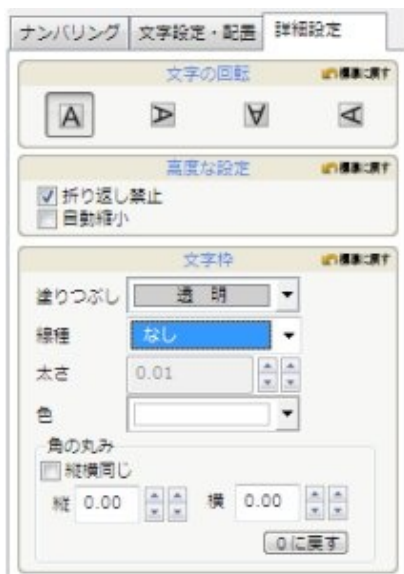 ナンバリング 文字設定・配置 詳細設定
文字の回転 標準に戻す
A A A A
高度な設定 標準に戻す
折り返し禁止
自動縮小
文字枠 標準に戻す
塗りつぶし 透 明
線種 なし
太さ 0.01
色
角の丸み
縦横同じ
縦 0.00 横 0.00
0に戻す